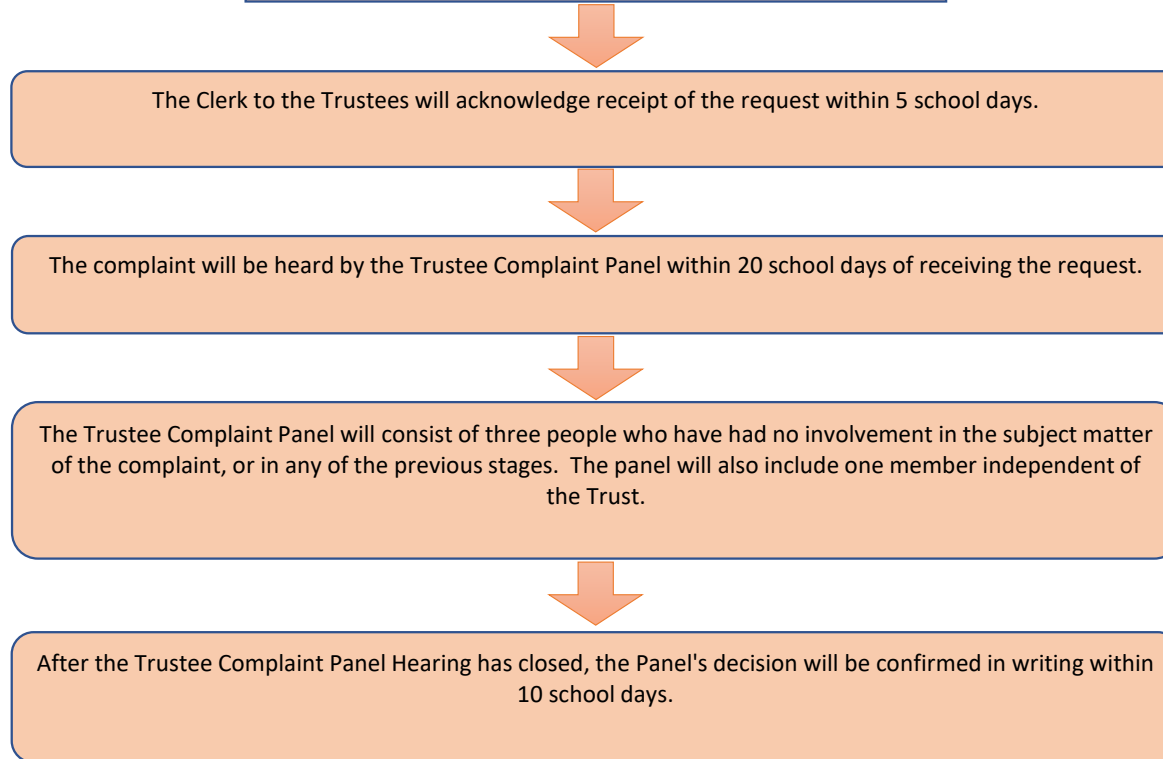 The Clerk to the Trustees will acknowledge receipt of the request within 5 school days.
The complaint will be heard by the Trustee Complaint Panel within 20 school days of receiving the request.
The Trustee Complaint Panel will consist of three people who have had no involvement in the subject matter
of the complaint, or in any of the previous stages.  The panel will also include one member independent of
the Trust.
After the Trustee Complaint Panel Hearing has closed, the Panel's decision will be confirmed in writing within
10 school days.